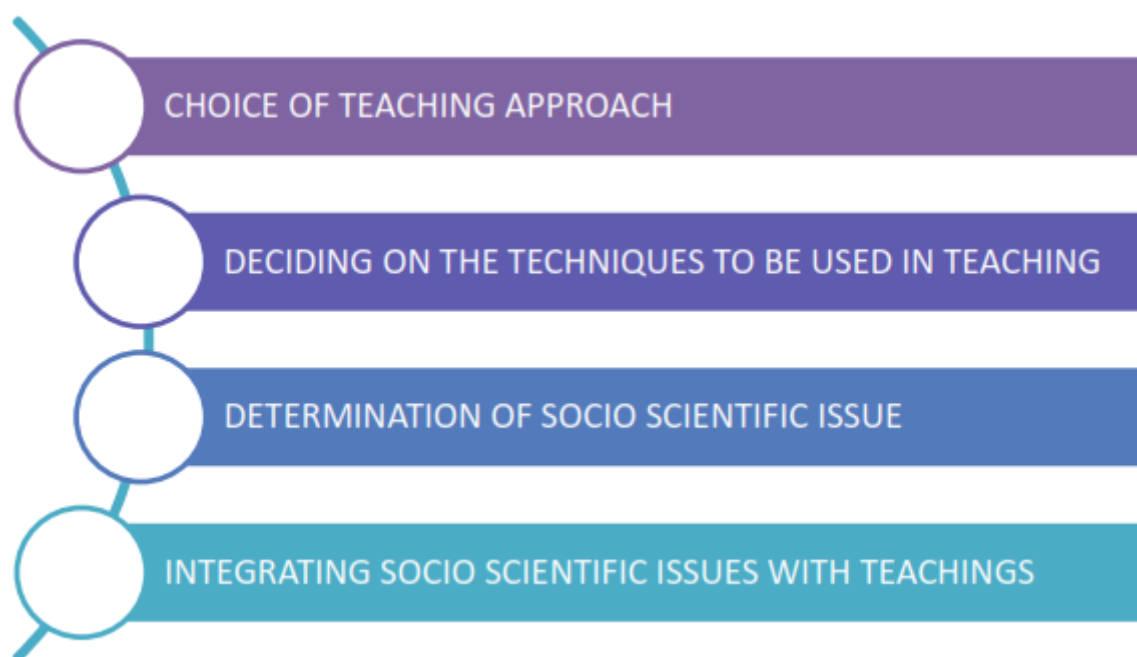 CHOICE OF TEACHING APPROACH
DECIDING ON THE TECHNIQUES TO BE USED IN TEACHING
DETERMINATION OF SOCIO SCIENTIFIC ISSUE
INTEGRATING SOCIO SCIENTIFIC ISSUES WITH TEACHINGS